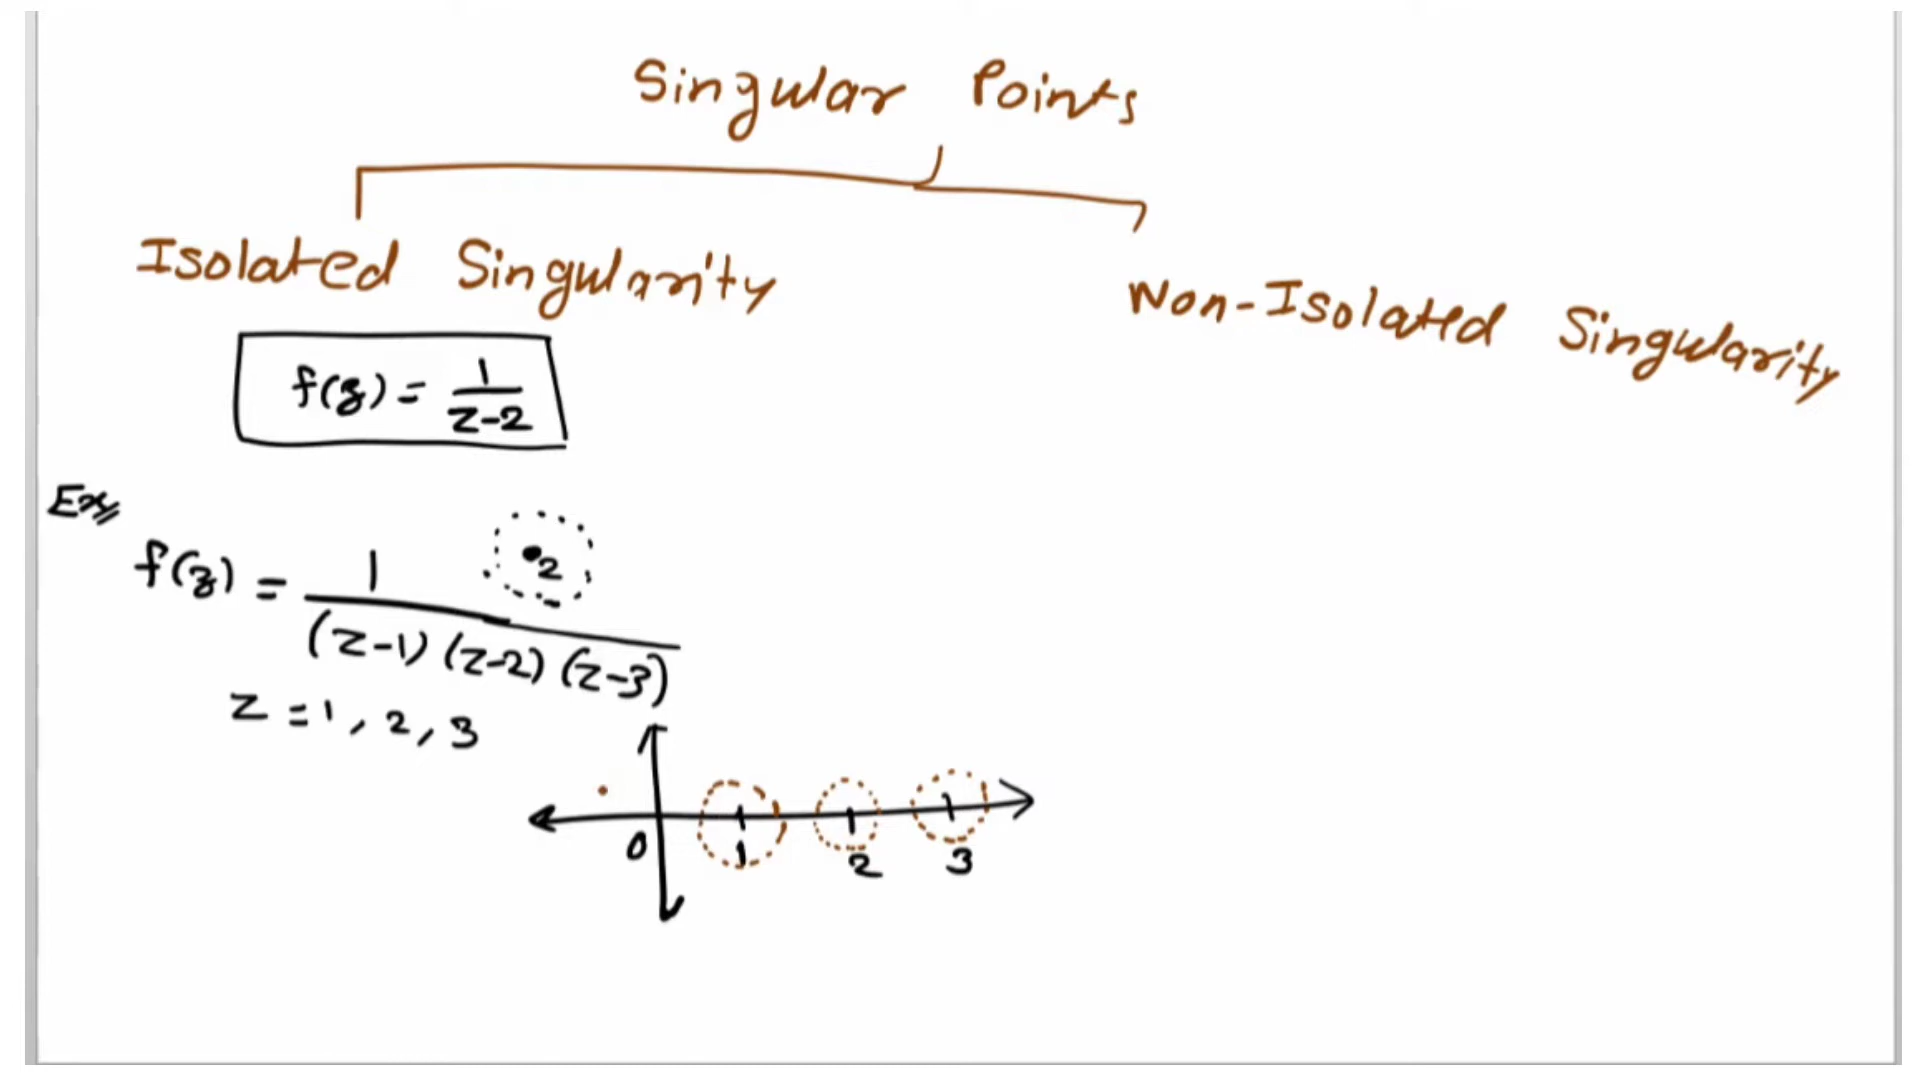 Singular Points
Isolated Singularity
Non-Isolated Singularity
f(z) = 1/(z-2)
Ex
2
f(z) = 1/((z-1)(z-2)(z-3))
z = 1, 2, 3
0 1 2 3